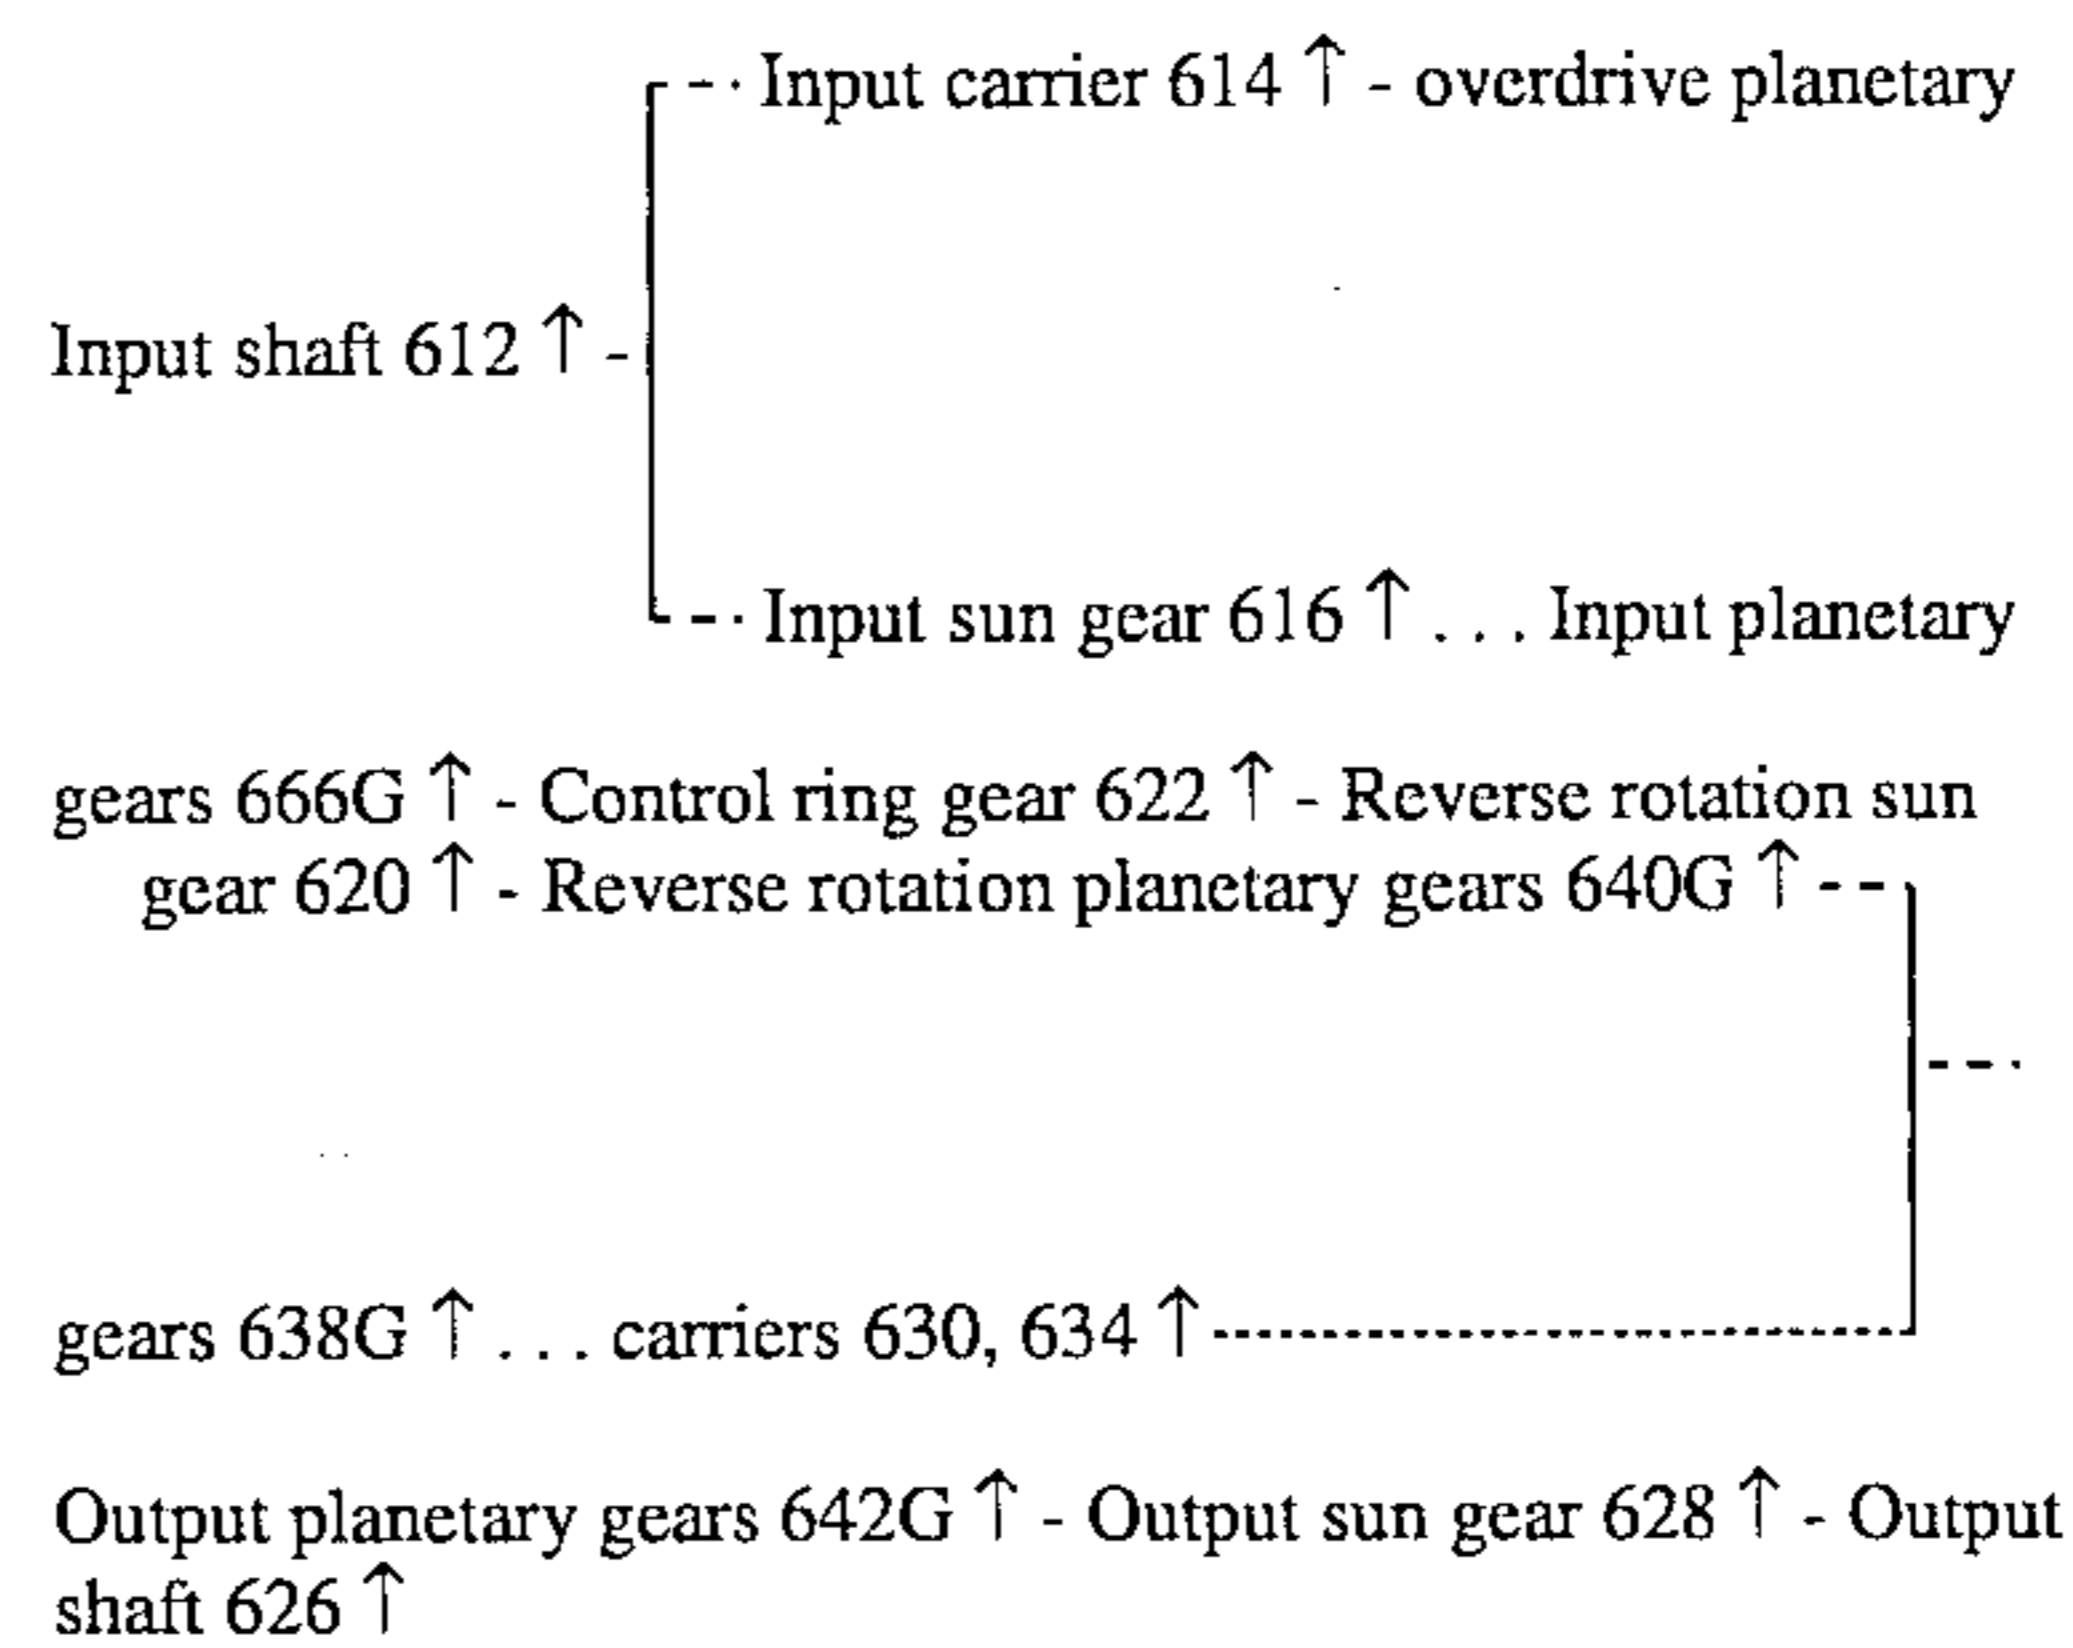 - - · Input carrier 614 ↑ - overdrive planetary
Input shaft 612 ↑ -
- - · Input sun gear 616 ↑ . . . Input planetary
gears 666G ↑ - Control ring gear 622 ↑ - Reverse rotation sun
gear 620 ↑ - Reverse rotation planetary gears 640G ↑ - -
gears 638G ↑ . . . carriers 630, 634 ↑
Output planetary gears 642G ↑ - Output sun gear 628 ↑ - Output
shaft 626 ↑